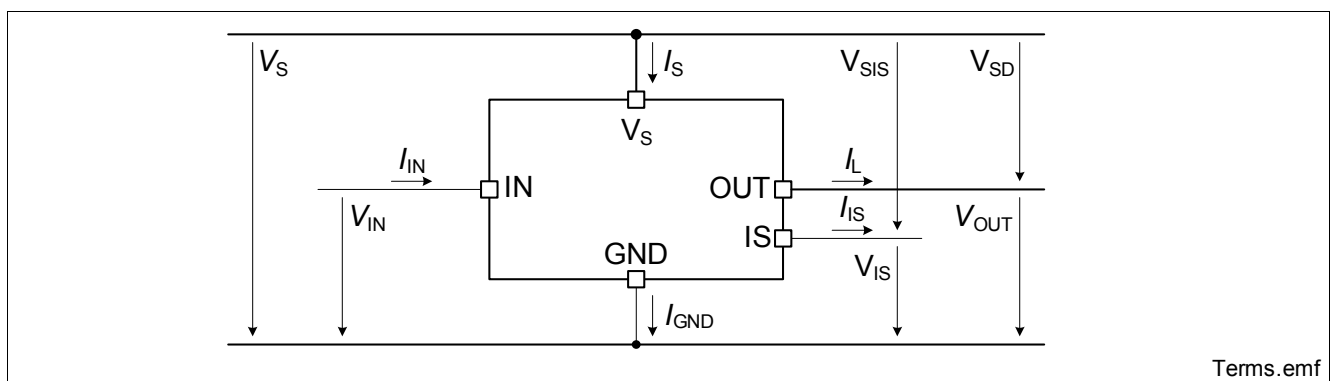 VS IS VSIS VSD
VS
IIN IN OUT IL
VIN IS IIS VOUT
GND VIS
IGND
Terms.emf